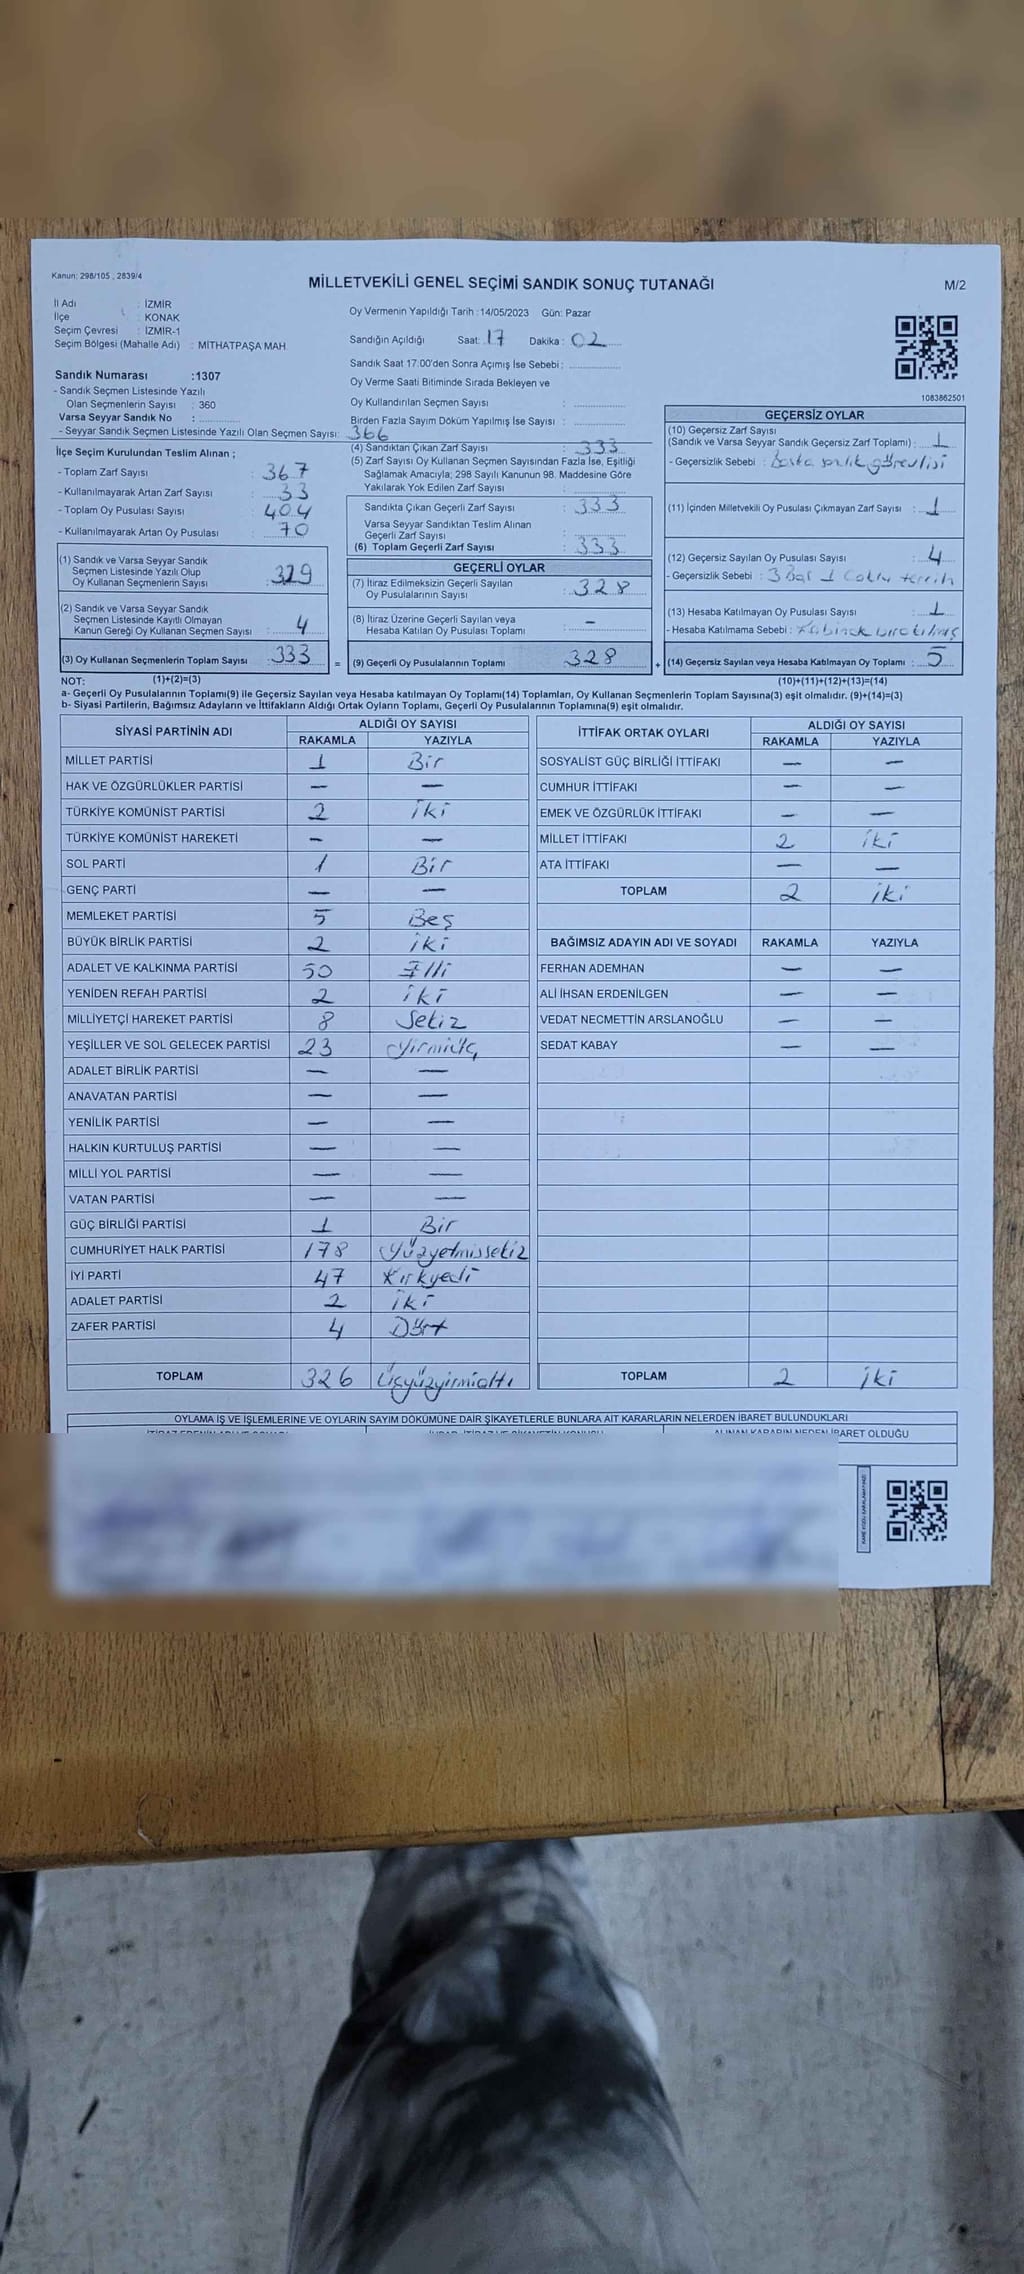 Kanun: 298/105 , 2839/4
MİLLETVEKİLİ GENEL SEÇİMİ SANDIK SONUÇ TUTANAĞI
M/2
İl Adı : İZMİR
İlçe : KONAK
Seçim Çevresi : İZMİR-1
Seçim Bölgesi (Mahalle Adı) : MİTHATPAŞA MAH.
Sandık Numarası :1307
- Sandık Seçmen Listesinde Yazılı
Olan Seçmenlerin Sayısı : 360
Varsa Seyyar Sandık No :
- Seyyar Sandık Seçmen Listesinde Yazılı Olan Seçmen Sayısı: 366
Oy Vermenin Yapıldığı Tarih : 14/05/2023 Gün: Pazar
Sandığın Açıldığı Saat: 17 Dakika : 02
Sandık Saat 17:00'den Sonra Açımış İse Sebebi :
Oy Verme Saati Bitiminde Sırada Bekleyen ve
Oy Kullandırılan Seçmen Sayısı :
Birden Fazla Sayım Döküm Yapılmış İse Sayısı :
1083862501
İlçe Seçim Kurulundan Teslim Alınan ;
- Toplam Zarf Sayısı : 367
- Kullanılmayarak Artan Zarf Sayısı : 33
- Toplam Oy Pusulası Sayısı : 404
- Kullanılmayarak Artan Oy Pusulası : 70
(1) Sandık ve Varsa Seyyar Sandık
Seçmen Listesinde Yazılı Olup
Oy Kullanan Seçmenlerin Sayısı : 329
(2) Sandık ve Varsa Seyyar Sandık
Seçmen Listesinde Kayıtlı Olmayan
Kanun Gereği Oy Kullanan Seçmen Sayısı : 4
(3) Oy Kullanan Seçmenlerin Toplam Sayısı : 333
(4) Sandıktan Çıkan Zarf Sayısı : 333
(5) Zarf Sayısı Oy Kullanan Seçmen Sayısından Fazla İse, Eşitliği
Sağlamak Amacıyla; 298 Sayılı Kanunun 98. Maddesine Göre
Yakılarak Yok Edilen Zarf Sayısı :
Sandıkta Çıkan Geçerli Zarf Sayısı : 333
Varsa Seyyar Sandıktan Teslim Alınan
Geçerli Zarf Sayısı :
(6) Toplam Geçerli Zarf Sayısı : 333
GEÇERLİ OYLAR
(7) İtiraz Edilmeksizin Geçerli Sayılan
Oy Pusulalarının Sayısı : 328
(8) İtiraz Üzerine Geçerli Sayılan veya
Hesaba Katılan Oy Pusulası Toplamı : -
= (9) Geçerli Oy Pusulalarının Toplamı : 328
GEÇERSİZ OYLAR
(10) Geçersiz Zarf Sayısı
(Sandık ve Varsa Seyyar Sandık Geçersiz Zarf Toplamı) : 1
- Geçersizlik Sebebi : Başka sandık görevlisi
(11) İçinden Milletvekili Oy Pusulası Çıkmayan Zarf Sayısı : 1
(12) Geçersiz Sayılan Oy Pusulası Sayısı : 4
- Geçersizlik Sebebi : 3 Boş 1 Çoklu tercih
(13) Hesaba Katılmayan Oy Pusulası Sayısı : 1
- Hesaba Katılmama Sebebi : Kabinde bırakılmış
+ (14) Geçersiz Sayılan veya Hesaba Katılmayan Oy Toplamı : 5
NOT: (1)+(2)=(3) (10)+(11)+(12)+(13)=(14)
a- Geçerli Oy Pusulalarının Toplamı(9) ile Geçersiz Sayılan veya Hesaba katılmayan Oy Toplamı(14) Toplamları, Oy Kullanan Seçmenlerin Toplam Sayısına(3) eşit olmalıdır. (9)+(14)=(3)
b- Siyasi Partilerin, Bağımsız Adayların ve İttifakların Aldığı Ortak Oyların Toplamı, Geçerli Oy Pusulalarının Toplamına(9) eşit olmalıdır.
SİYASİ PARTİNİN ADI ALDIĞI OY SAYISI
RAKAMLA YAZIYLA
MİLLET PARTİSİ 1 Bir
HAK VE ÖZGÜRLÜKLER PARTİSİ — —
TÜRKİYE KOMÜNİST PARTİSİ 2 İki
TÜRKİYE KOMÜNİST HAREKETİ — —
SOL PARTİ 1 Bir
GENÇ PARTİ — —
MEMLEKET PARTİSİ 5 Beş
BÜYÜK BİRLİK PARTİSİ 2 iki
ADALET VE KALKINMA PARTİSİ 50 Elli
YENİDEN REFAH PARTİSİ 2 iki
MİLLİYETÇİ HAREKET PARTİSİ 8 Sekiz
YEŞİLLER VE SOL GELECEK PARTİSİ 23 Yirmiüç
ADALET BİRLİK PARTİSİ — —
ANAVATAN PARTİSİ — —
YENİLİK PARTİSİ — —
HALKIN KURTULUŞ PARTİSİ — —
MİLLİ YOL PARTİSİ — —
VATAN PARTİSİ — —
GÜÇ BİRLİĞİ PARTİSİ 1 Bir
CUMHURİYET HALK PARTİSİ 178 Yüzyetmişsekiz
İYİ PARTİ 47 Kırkyedi
ADALET PARTİSİ 2 İki
ZAFER PARTİSİ 4 Dört
TOPLAM 326 Üçyüzyirmialtı
İTTİFAK ORTAK OYLARI ALDIĞI OY SAYISI
RAKAMLA YAZIYLA
SOSYALİST GÜÇ BİRLİĞİ İTTİFAKI — —
CUMHUR İTTİFAKI — —
EMEK VE ÖZGÜRLÜK İTTİFAKI — —
MİLLET İTTİFAKI 2 iki
ATA İTTİFAKI — —
TOPLAM 2 iki
BAĞIMSIZ ADAYIN ADI VE SOYADI RAKAMLA YAZIYLA
FERHAN ADEMHAN — —
ALİ İHSAN ERDENİLGEN — —
VEDAT NECMETTİN ARSLANOĞLU — —
SEDAT KABAY — —
TOPLAM 2 iki
OYLAMA İŞ VE İŞLEMLERİNE VE OYLARIN SAYIM DÖKÜMÜNE DAİR ŞİKAYETLERLE BUNLARA AİT KARARLARIN NELERDEN İBARET BULUNDUKLARI
ALINAN KARARIN NEDEN İBARET OLDUĞU